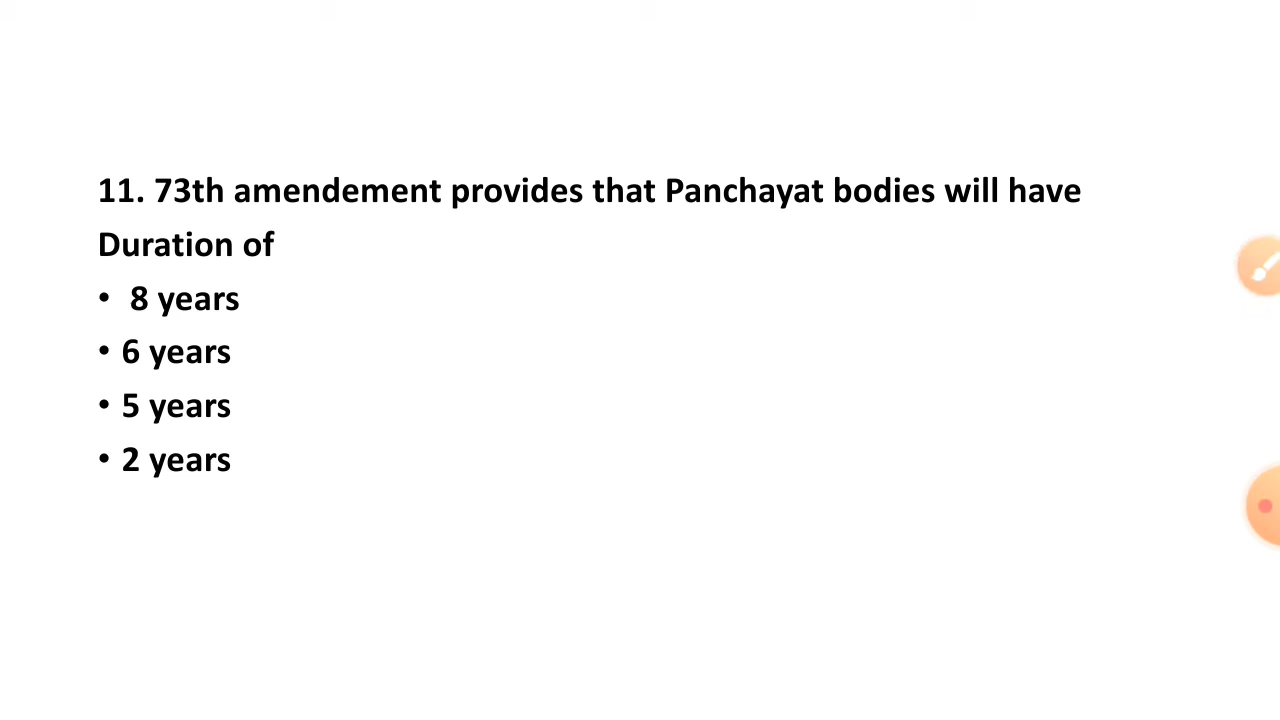 11. 73th amendement provides that Panchayat bodies will have
Duration of
• 8 years
• 6 years
• 5 years
• 2 years